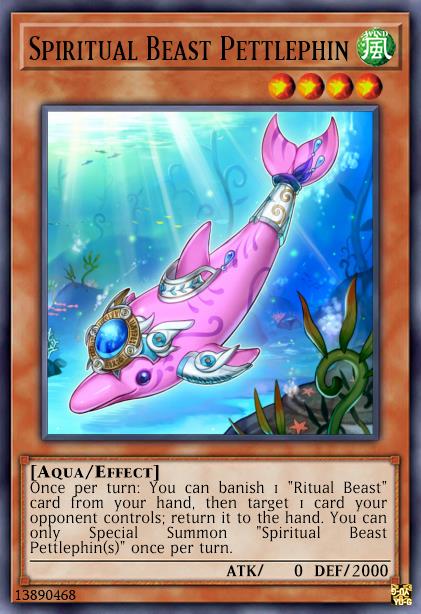 Spiritual Beast Pettlephin
WIND
風
[Aqua/Effect]
Once per turn: You can banish 1 "Ritual Beast"
card from your hand, then target 1 card your
opponent controls; return it to the hand. You can
only Special Summon "Spiritual Beast
Pettlephin(s)" once per turn.
ATK/ 0 DEF/2000
13890468